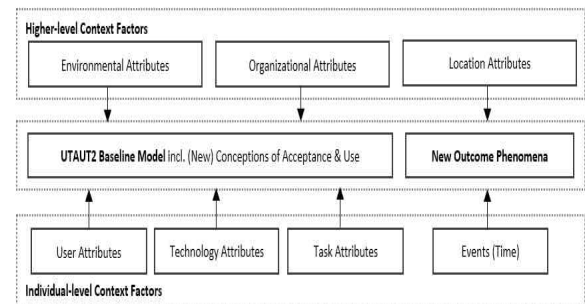 Higher-level Context Factors
Environmental Attributes
Organizational Attributes
Location Attributes
UTAUT2 Baseline Model incl. (New) Conceptions of Acceptance & Use
New Outcome Phenomena
User Attributes
Technology Attributes
Task Attributes
Events (Time)
Individual-level Context Factors